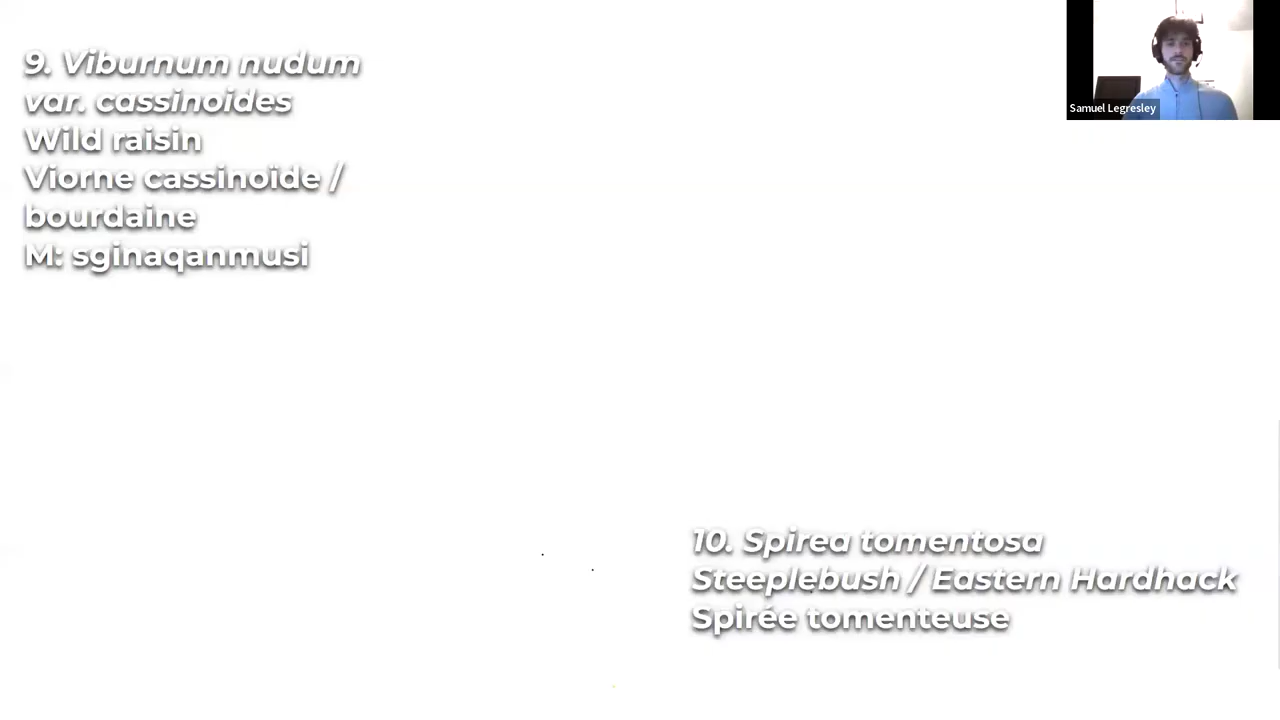 9. Viburnum nudum
var. cassinoides
Wild raisin
Viorne cassinoïde /
bourdaine
M: sginaqanmusi
Samuel Legresley
10. Spirea tomentosa
Steeplebush / Eastern Hardhack
Spirée tomenteuse